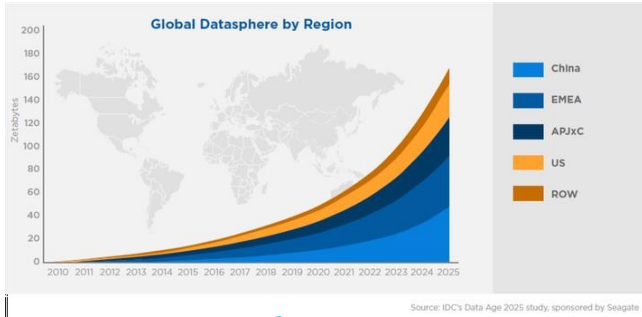 Global Datasphere by Region
Zetabytes
200
180
160
140
120
100
80
60
40
20
0
2010 2011 2012 2013 2014 2015 2016 2017 2018 2019 2020 2021 2022 2023 2024 2025
China
EMEA
APJxC
US
ROW
Source: IDC's Data Age 2025 study, sponsored by Seagate